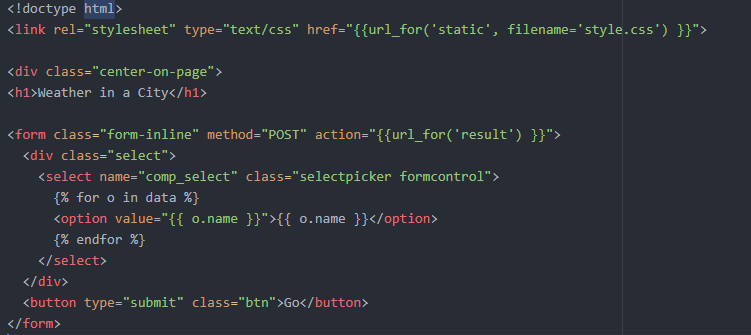 <!doctype html>
<link rel="stylesheet" type="text/css" href="{{url_for('static', filename='style.css') }}">
<div class="center-on-page">
<h1>Weather in a City</h1>
<form class="form-inline" method="POST" action="{{url_for('result') }}">
<div class="select">
<select name="comp_select" class="selectpicker formcontrol">
{% for o in data %}
<option value="{{ o.name }}">{{ o.name }}</option>
{% endfor %}
</select>
</div>
<button type="submit" class="btn">Go</button>
</form>